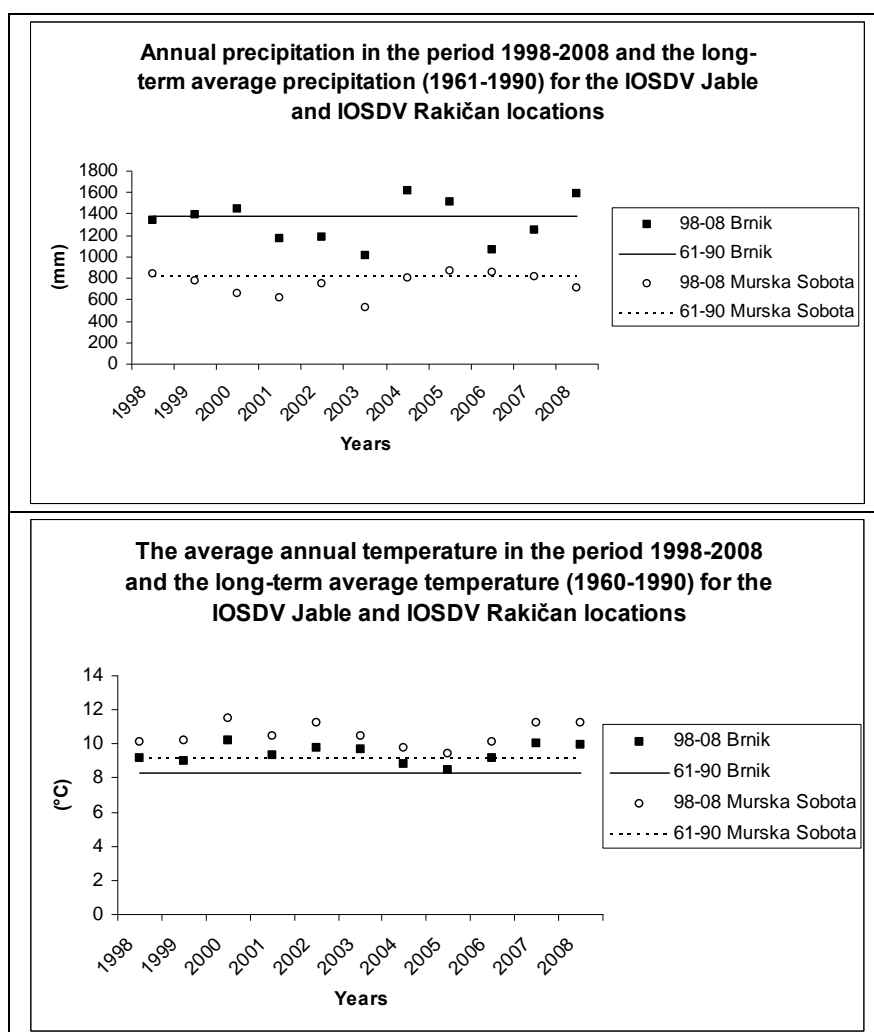 Annual precipitation in the period 1998-2008 and the long-
term average precipitation (1961-1990) for the IOSDV Jable
and IOSDV Rakičan locations
1800
1600
1400
1200
1000
800
600
400
200
0
(mm)
1998
1999
2000
2001
2002
2003
2004
2005
2006
2007
2008
Years
98-08 Brnik
61-90 Brnik
98-08 Murska Sobota
61-90 Murska Sobota
The average annual temperature in the period 1998-2008
and the long-term average temperature (1960-1990) for the
IOSDV Jable and IOSDV Rakičan locations
14
12
10
8
6
4
2
0
(°C)
1998
1999
2000
2001
2002
2003
2004
2005
2006
2007
2008
Years
98-08 Brnik
61-90 Brnik
98-08 Murska Sobota
61-90 Murska Sobota